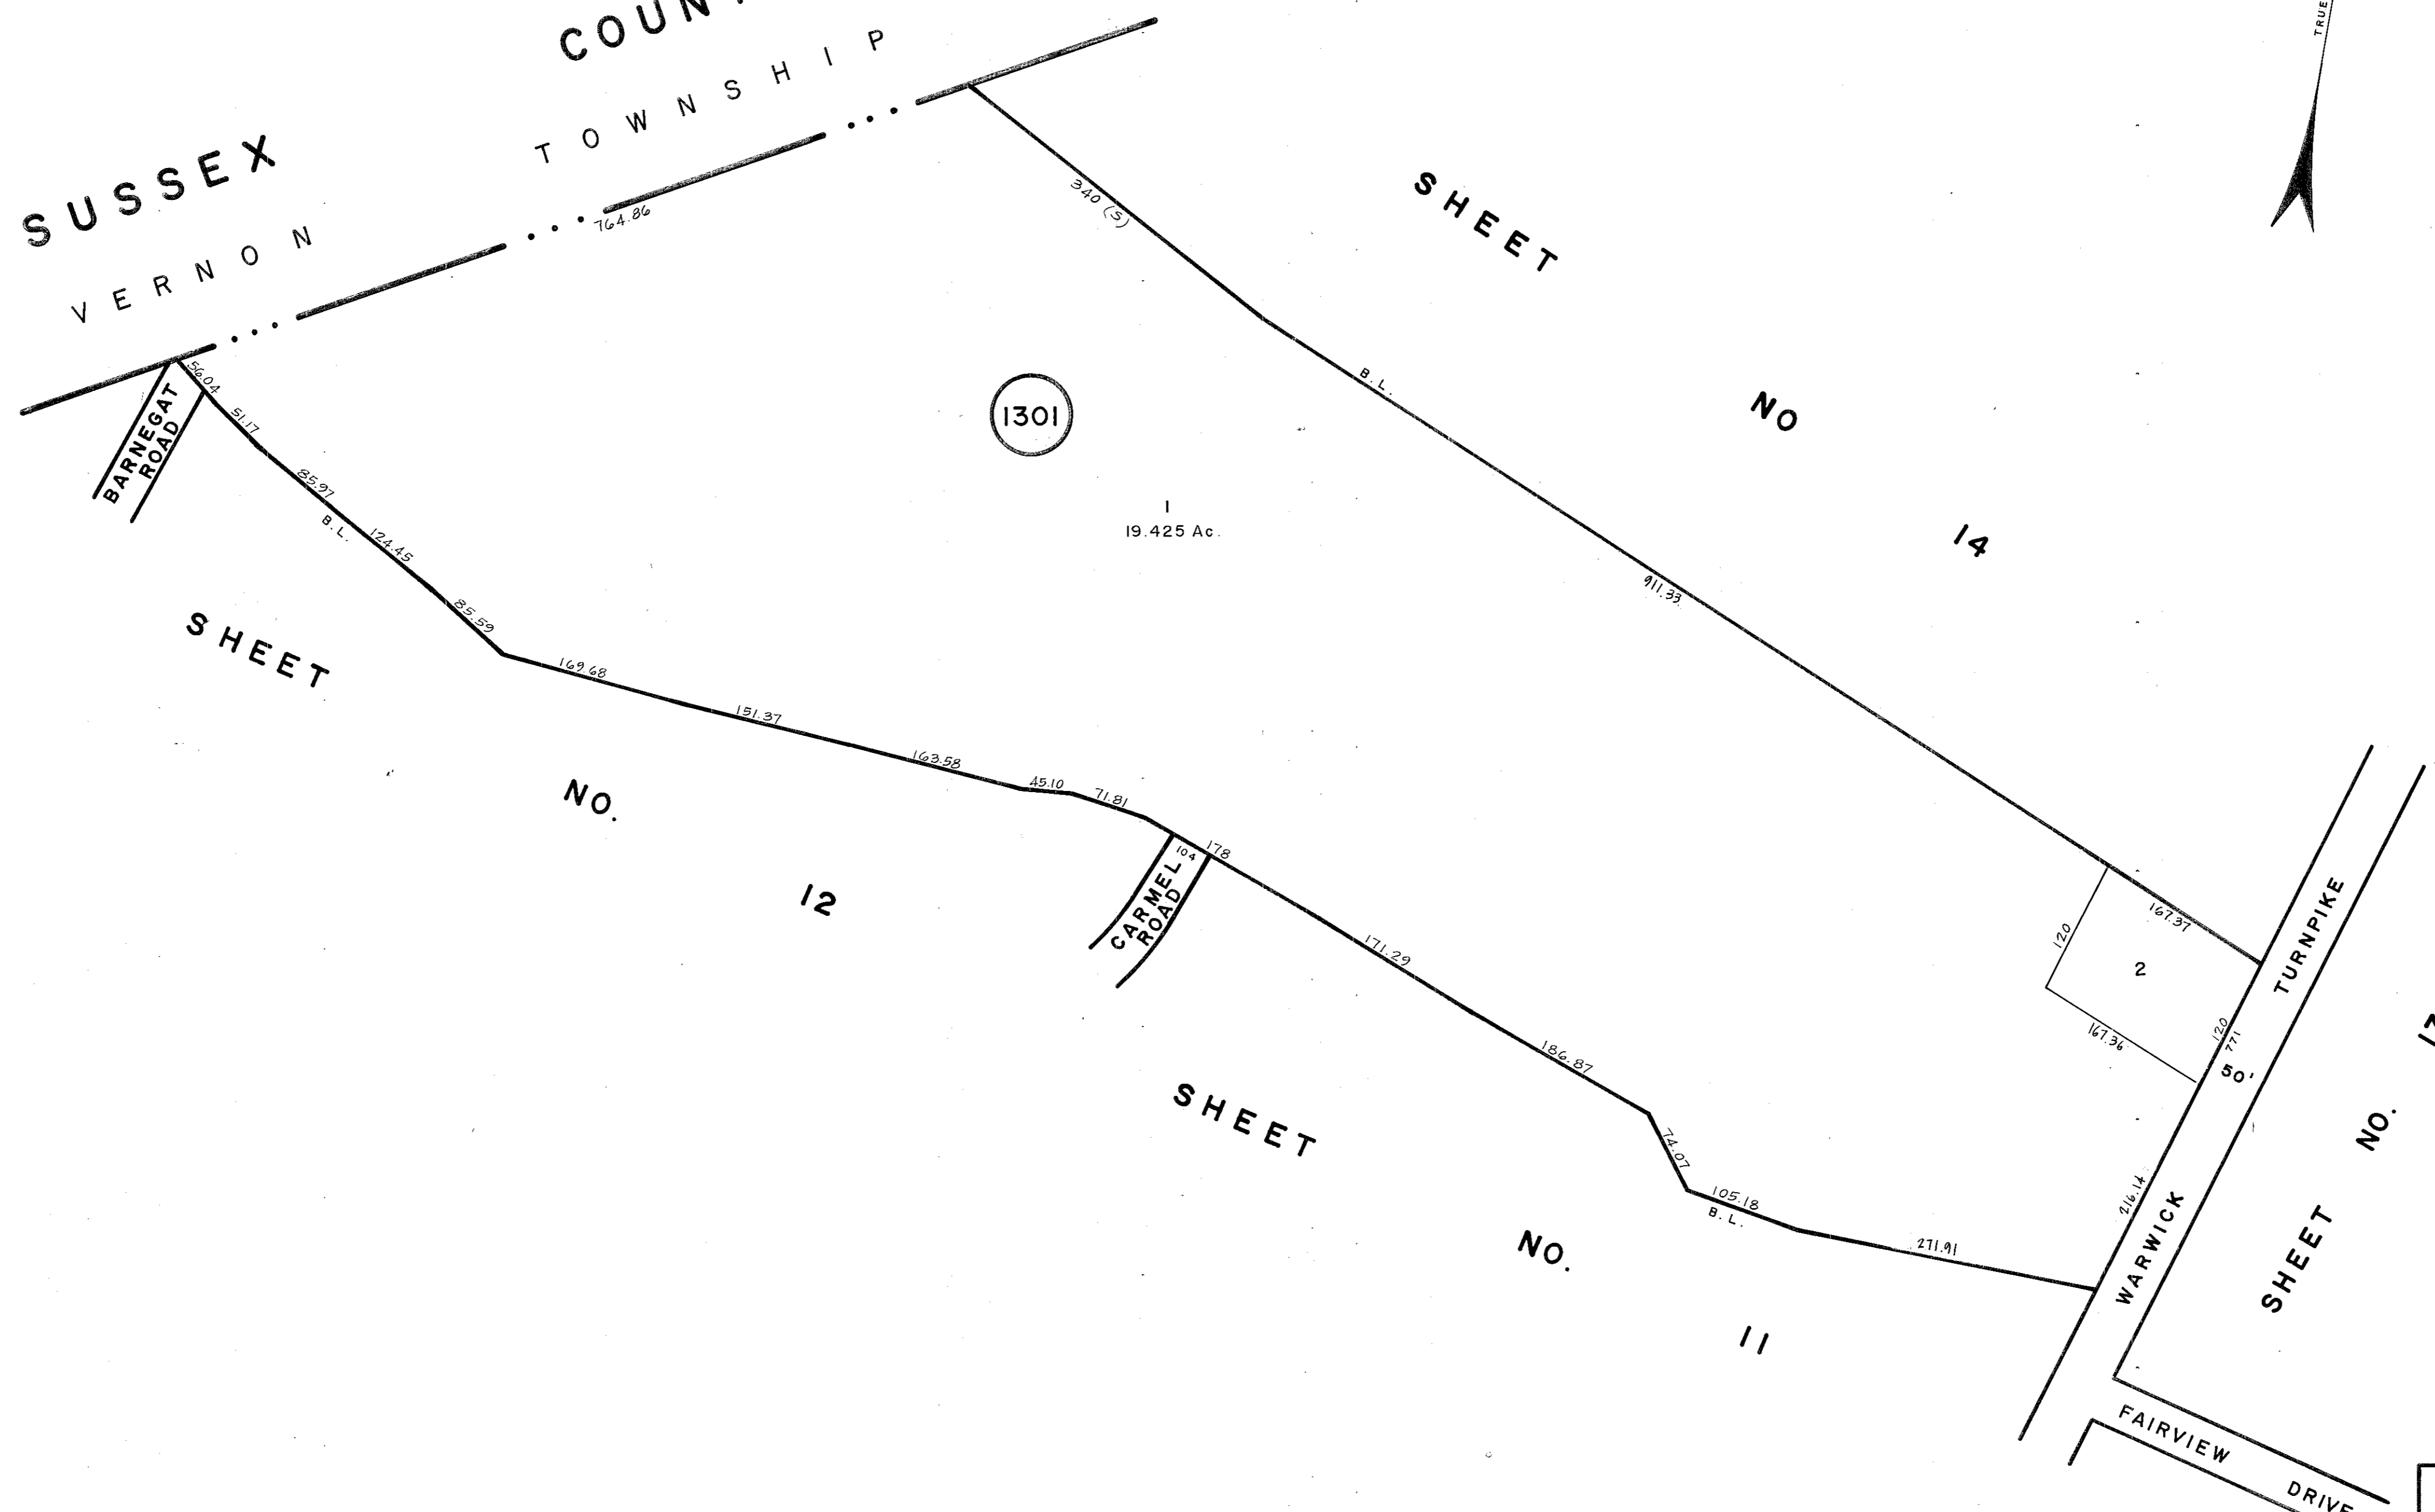 SUSSEX
VERNON
TOWNSHIP
764.86
340 (S)
SHEET
NO
14
B.L.
911.33
1301
1
19.425 Ac.
BARNEGAT
ROAD
56.04
51.17
85.97
B.L.
124.45
85.59
169.68
151.37
163.58
45.10
71.81
178
104
CARMEL
ROAD
171.29
186.87
74.07
105.18
B.L.
271.91
SHEET
NO.
12
SHEET
NO.
11
167.37
120
2
167.36
120
771
50'
216.14
WARWICK TURNPIKE
SHEET NO.
FAIRVIEW DRIVE